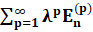 ∑_{p=1}^{∞} λ^p E_n^{(p)}